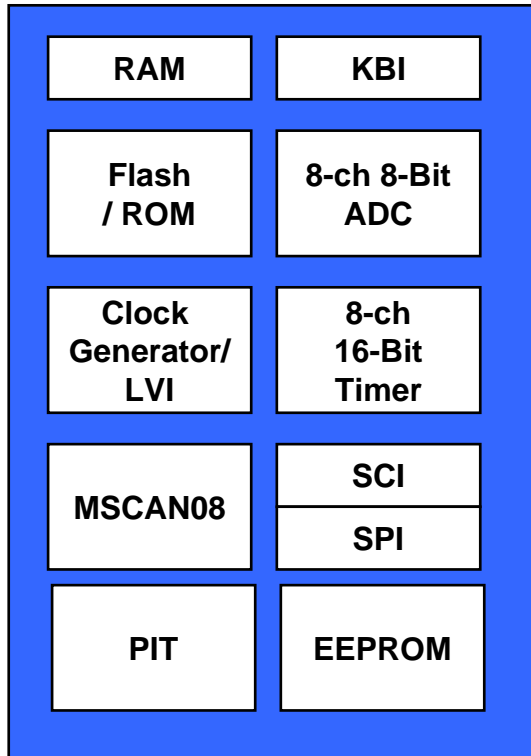 RAM
KBI
Flash
/ ROM
8-ch 8-Bit
ADC
Clock
Generator/
LVI
8-ch
16-Bit
Timer
MSCAN08
SCI
SPI
PIT
EEPROM